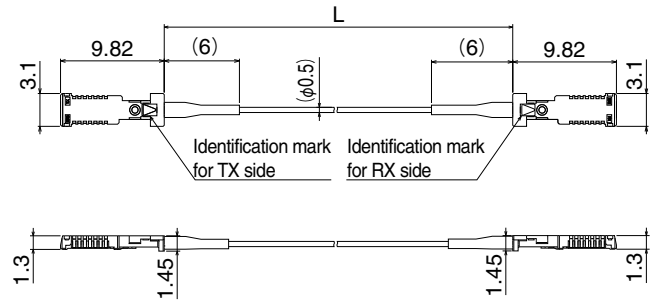 L
9.82
(6)
(6)
9.82
3.1
(φ0.5)
3.1
Identification mark
for TX side
Identification mark
for RX side
1.3
1.45
1.45
1.3